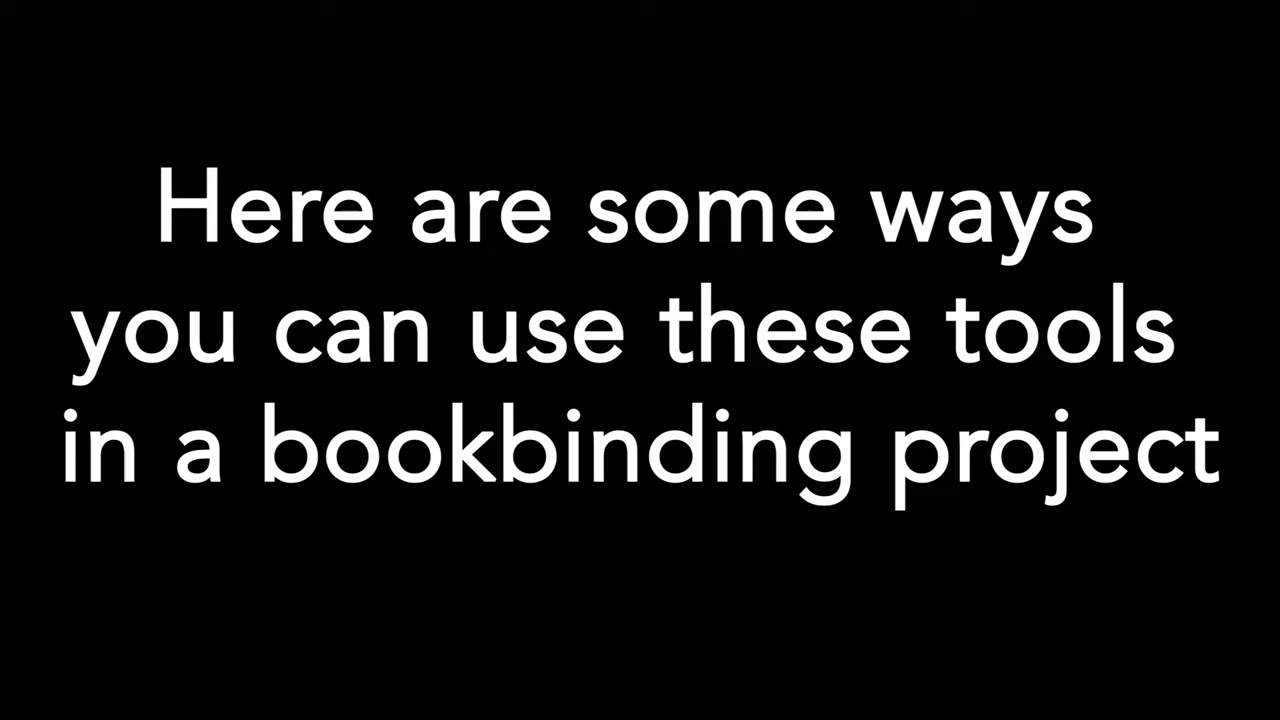 Here are some ways
you can use these tools
in a bookbinding project